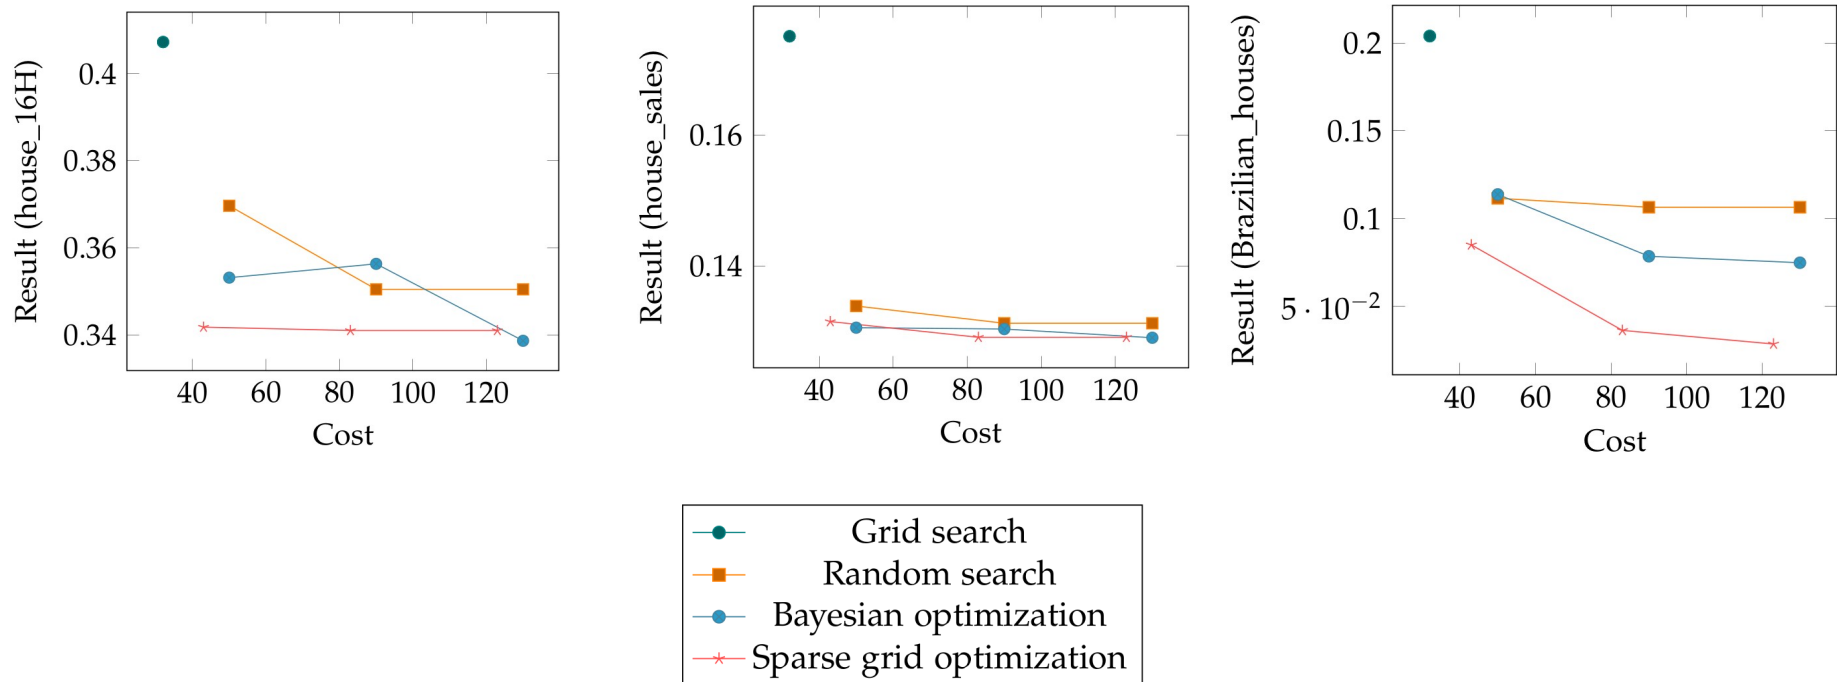 Result (house_16H)
0.4
0.38
0.36
0.34
40 60 80 100 120
Cost
Result (house_sales)
0.16
0.14
40 60 80 100 120
Cost
Result (Brazilian_houses)
0.2
0.15
0.1
5 · 10⁻²
40 60 80 100 120
Cost
Grid search
Random search
Bayesian optimization
Sparse grid optimization